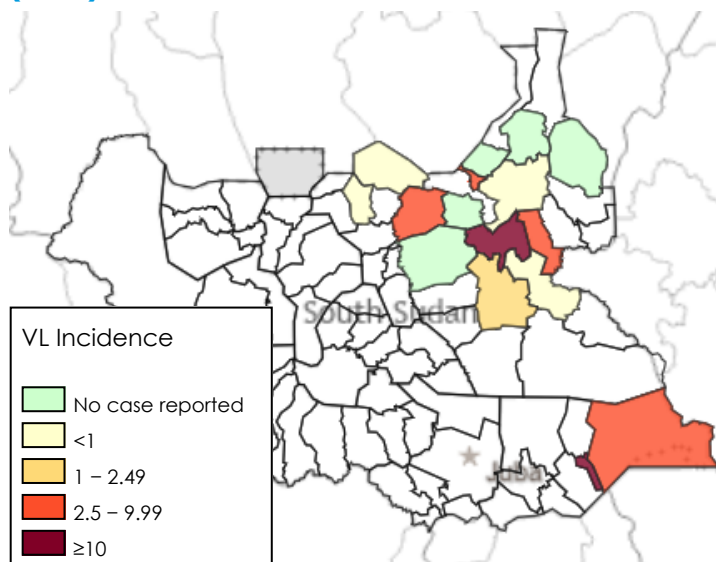 South Sudan
VL Incidence
No case reported
<1
1 – 2.49
2.5 – 9.99
≥10
Juba